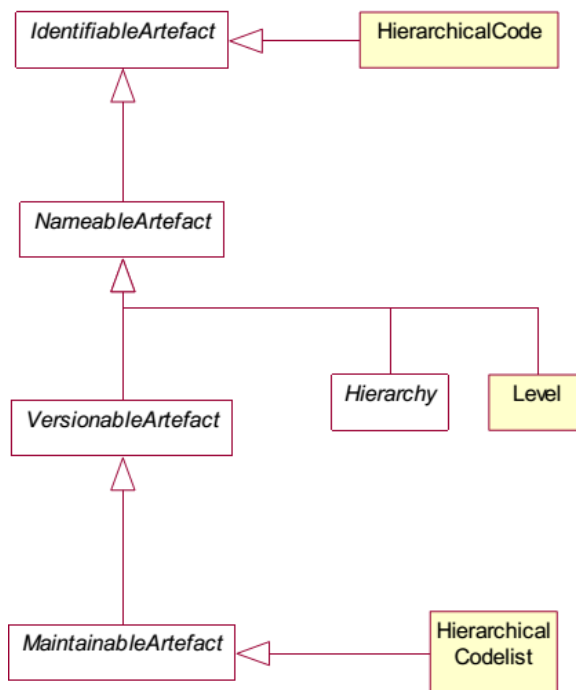 IdentifiableArtefact
HierarchicalCode
NameableArtefact
Hierarchy
Level
VersionableArtefact
MaintainableArtefact
Hierarchical
Codelist